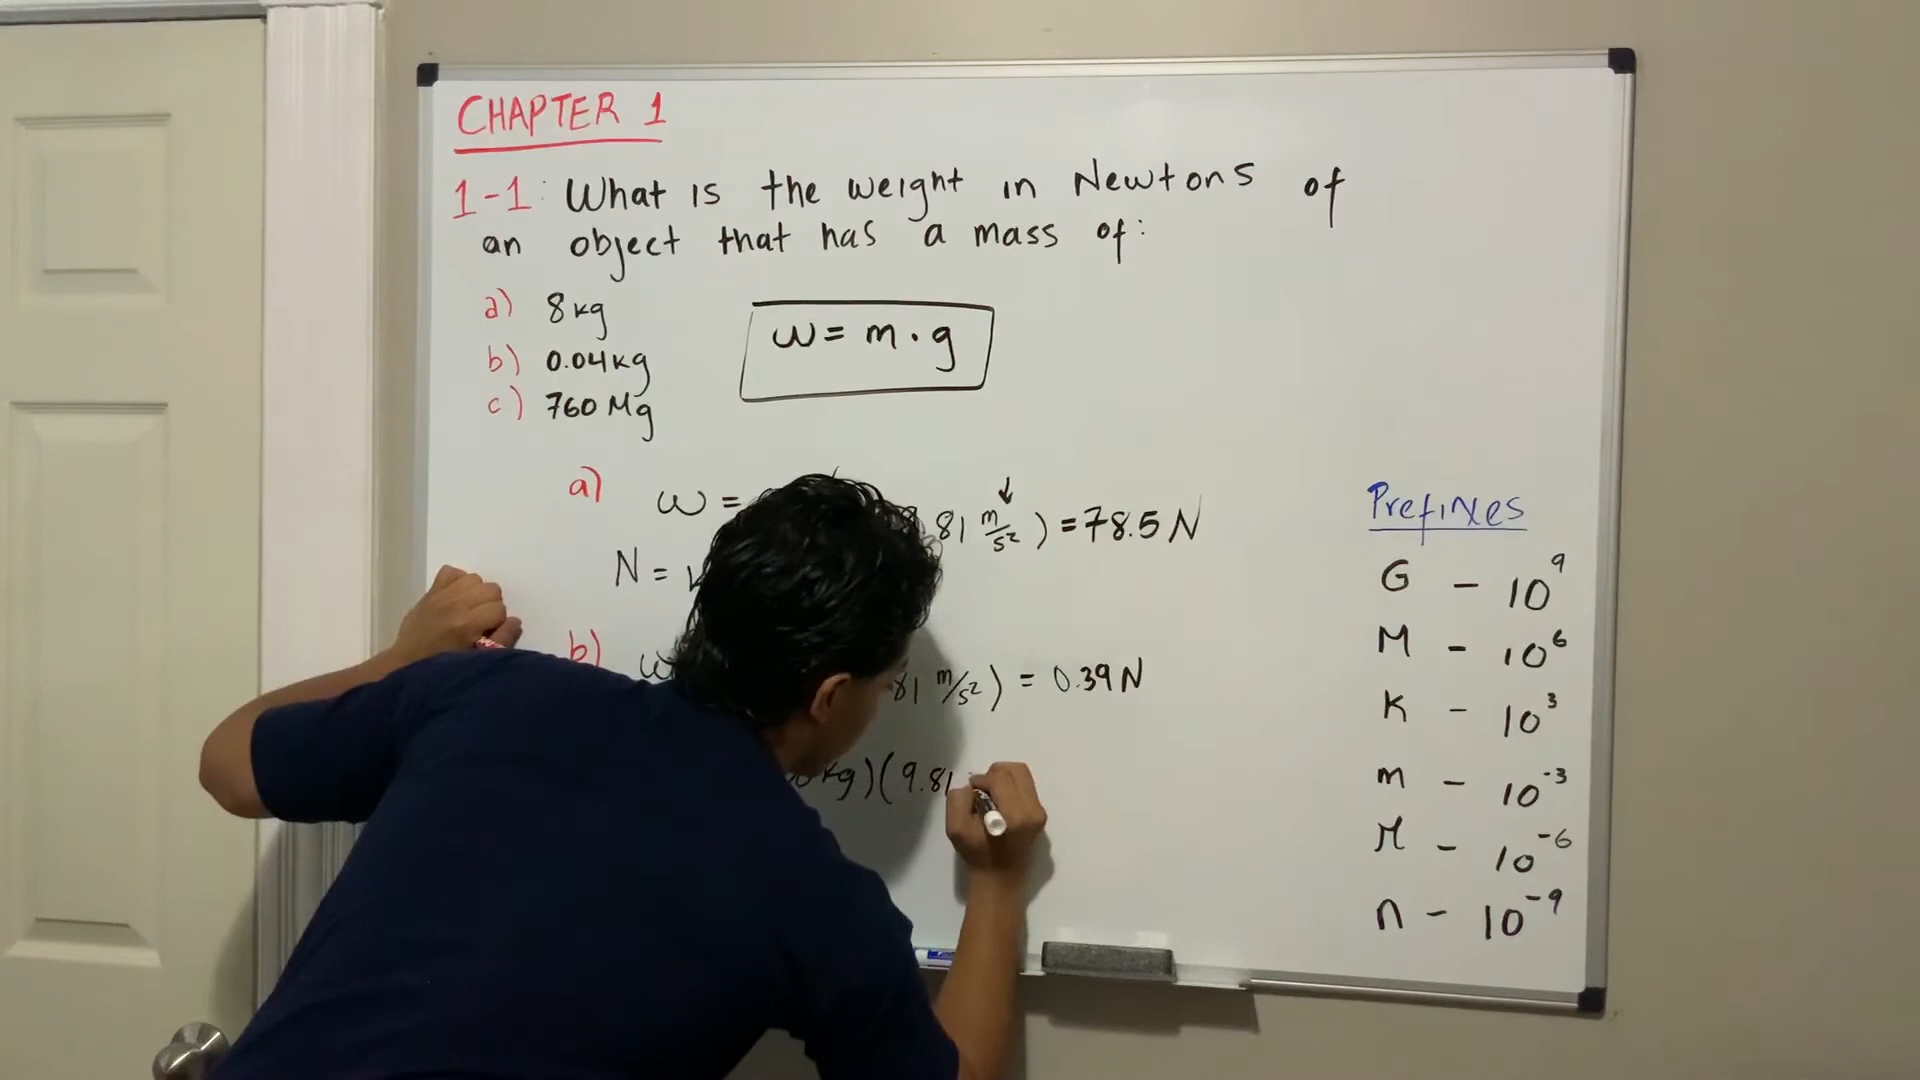 CHAPTER 1
1-1: What is the weight in Newtons of
an object that has a mass of:
a) 8kg
b) 0.04kg
c) 760 Mg
w = m · g
a) w = 81 m/s² ) = 78.5 N
N =
b) w 81 m/s² ) = 0.39 N
kg)(9.81
Prefixes
G - 10⁹
M - 10⁶
K - 10³
m - 10⁻³
μ - 10⁻⁶
n - 10⁻⁹